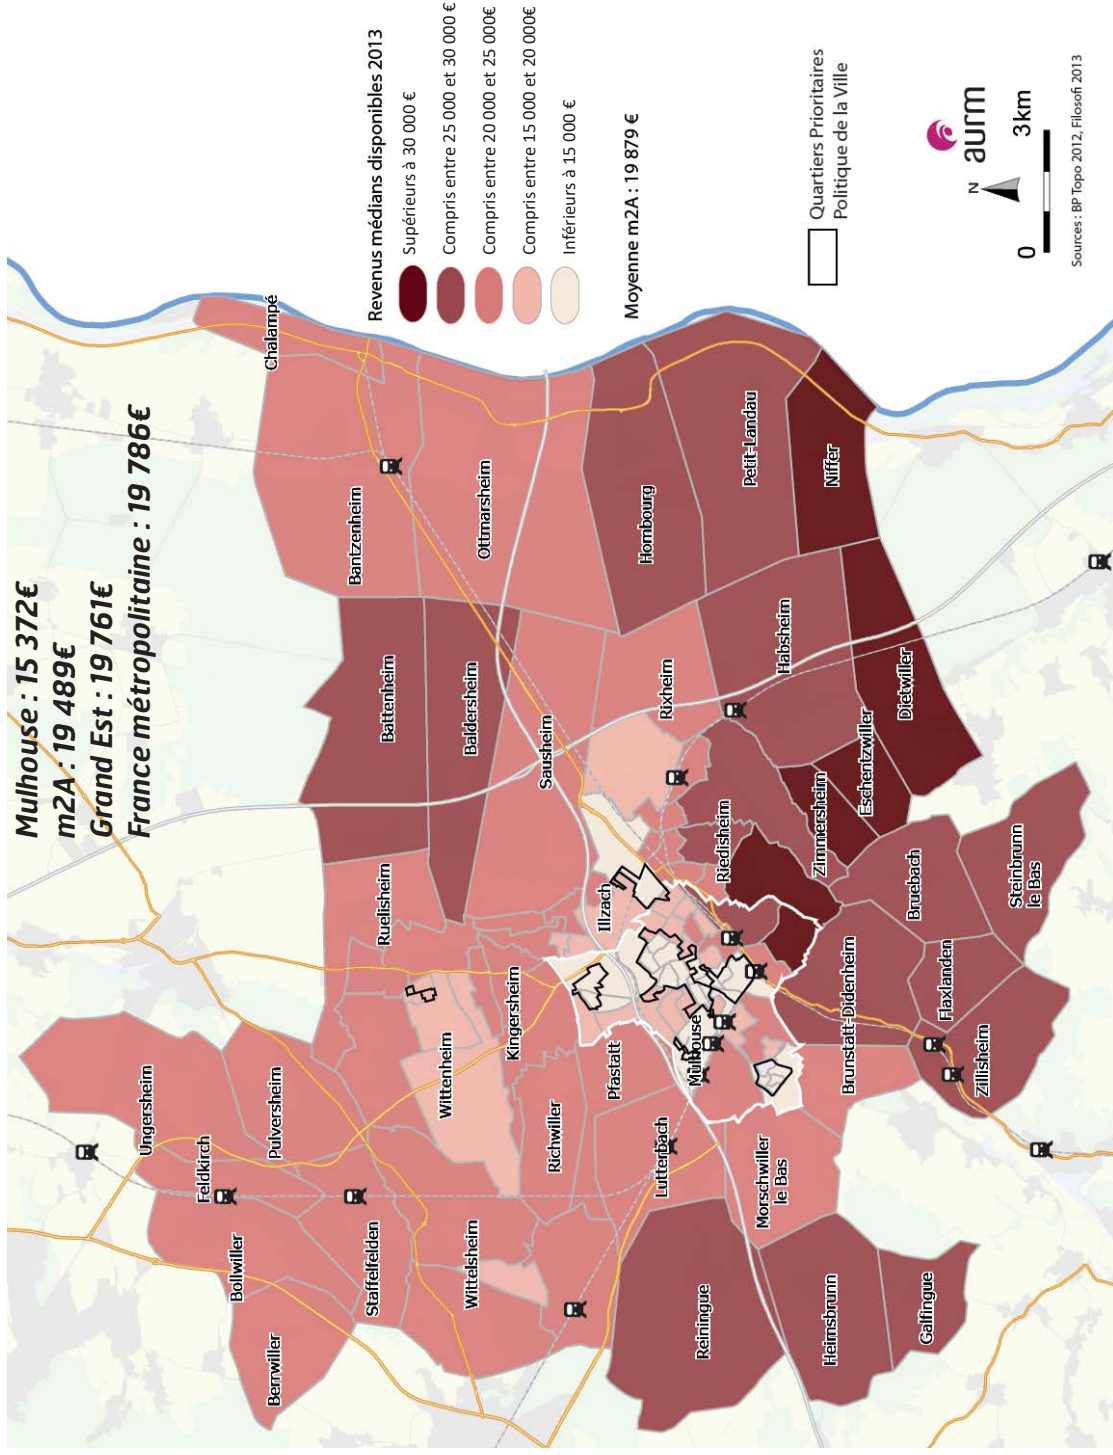 Mulhouse : 15 372€
m2A : 19 489€
Grand Est : 19 761€
France métropolitaine : 19 786€
Revenus médians disponibles 2013
Supérieurs à 30 000 €
Compris entre 25 000 et 30 000 €
Compris entre 20 000 et 25 000€
Compris entre 15 000 et 20 000€
Inférieurs à 15 000 €
Moyenne m2A : 19 879 €
Quartiers Prioritaires
Politique de la Ville
aurm
N
0
3km
Sources : BP Topo 2012, Filosofi 2013
Chalampé
Bantzenheim
Ottmarsheim
Hombourg
Petit-Landau
Niffer
Battenheim
Baldersheim
Sausheim
Rixheim
Habsheim
Dietwiller
Eschentzwiller
Zimmersheim
Riedisheim
Ruelisheim
Illzach
Bruebach
Steinbrunn
le Bas
Flaxlanden
Brunstatt-Didenheim
Zillisheim
Ungersheim
Feldkirch
Pulversheim
Wittenheim
Kingersheim
Richwiller
Pfastatt
Mulhouse
Lutterbach
Morschwiller
le Bas
Bollwiller
Berrwiller
Staffelfelden
Wittelsheim
Reiningue
Heimsbrunn
Galfingue